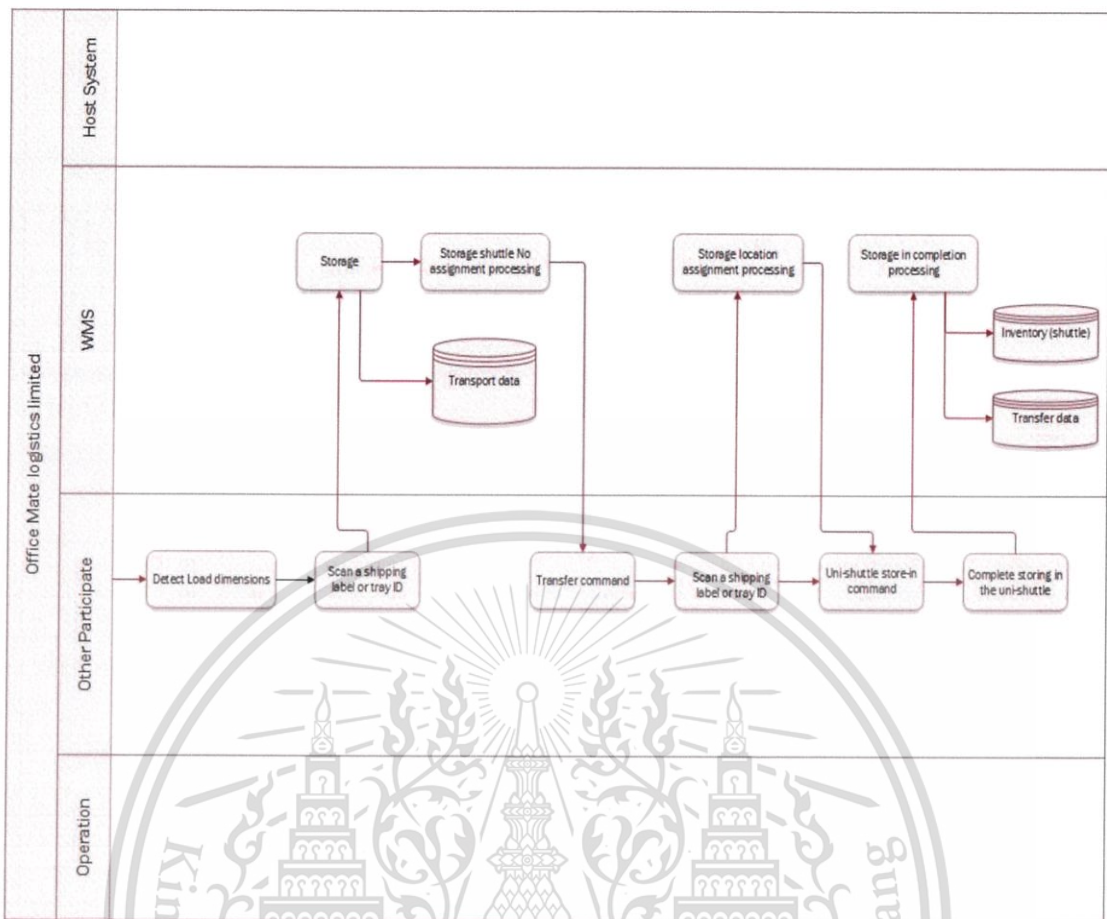 Office Mate logistics limited
Host System
WMS
Storage
Storage shuttle No
assignment processing
Transport data
Storage location
assignment processing
Storage in completion
processing
Inventory (shuttle)
Transfer data
Other Participate
Detect Load dimensions
Scan a shipping
label or tray ID
Transfer command
Scan a shipping
label or tray ID
Uni-shuttle store-in
command
Complete storing in
the uni-shuttle
Operation